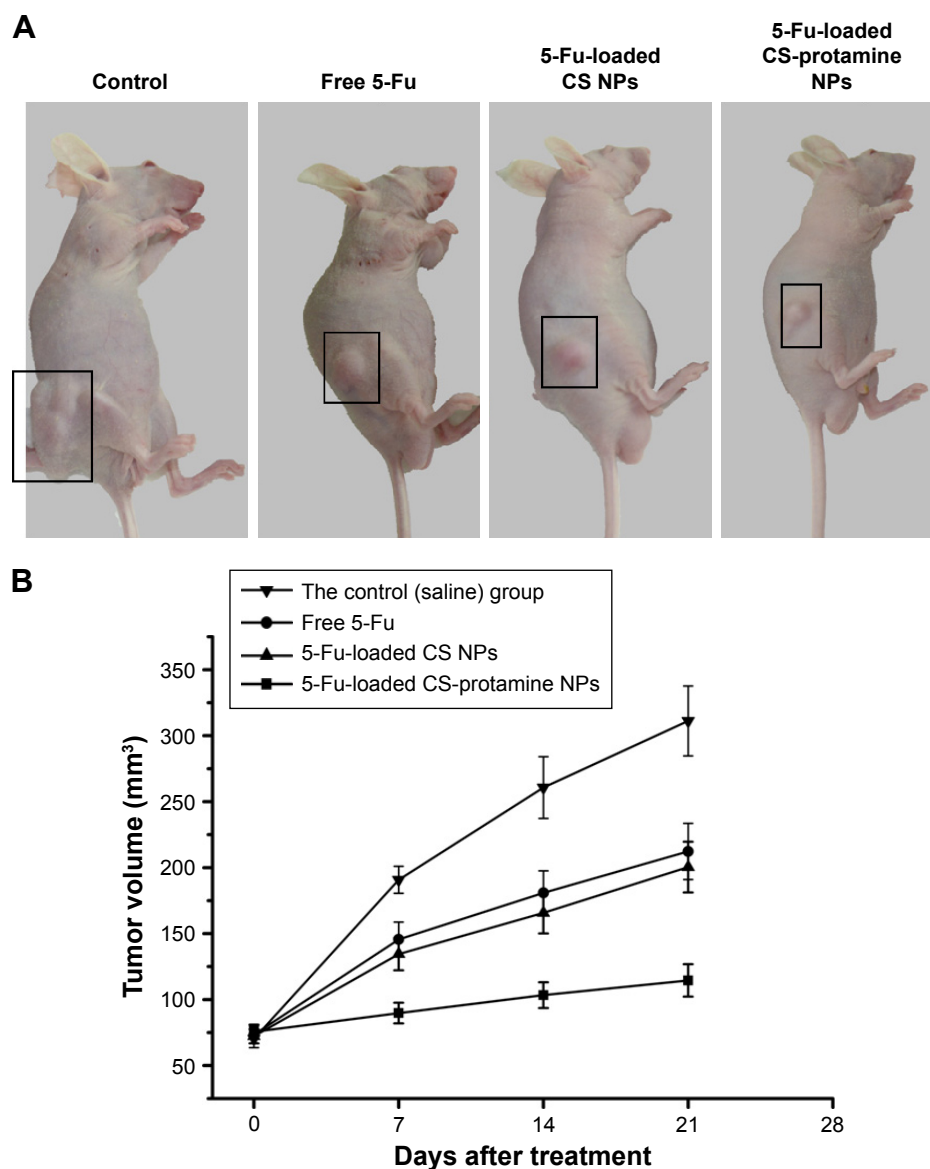 A
Control
Free 5-Fu
5-Fu-loaded
CS NPs
5-Fu-loaded
CS-protamine
NPs
B
The control (saline) group
Free 5-Fu
5-Fu-loaded CS NPs
5-Fu-loaded CS-protamine NPs
Tumor volume (mm³)
350
300
250
200
150
100
50
0
7
14
21
28
Days after treatment